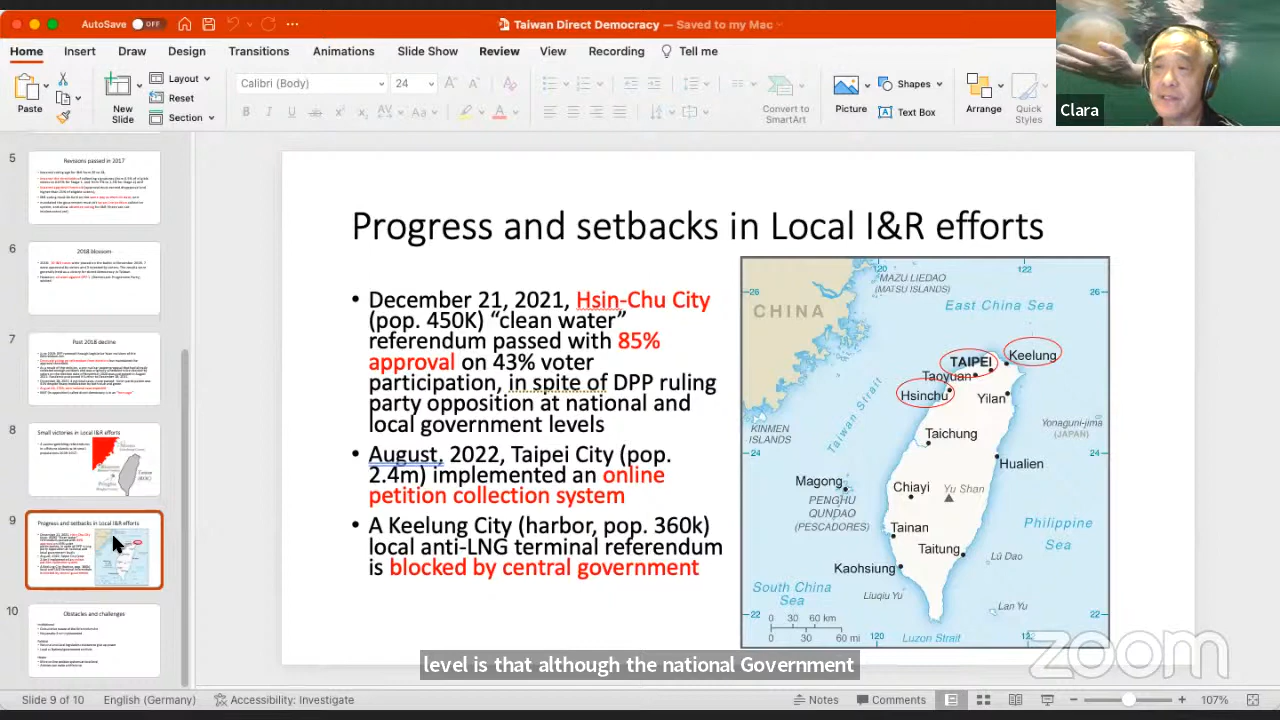 AutoSave OFF
Taiwan Direct Democracy — Saved to my Mac
Home Insert Draw Design Transitions Animations Slide Show Review View Recording Tell me
Paste
New Slide
Layout
Reset
Section
Calibri (Body) 24
Convert to SmartArt
Picture
Shapes
Text Box
Arrange
Quick Styles
Clara
5
Revisions passed in 2017
6
2018 blossom
7
Post 2018 decline
8
Small victories in Local I&R efforts
9
Progress and setbacks in Local I&R efforts
10
Obstacles and challenges
Progress and setbacks in Local I&R efforts
• December 21, 2021, Hsin-Chu City
(pop. 450K) “clean water”
referendum passed with 85%
approval on 43% voter
participation, in spite of DPP ruling
party opposition at national and
local government levels
• August, 2022, Taipei City (pop.
2.4m) implemented an online
petition collection system
• A Keelung City (harbor, pop. 360k)
local anti-LNG terminal referendum
is blocked by central government
120 122
MAZU LIEDAO
(MATSU ISLANDS)
26 26
CHINA
East China Sea
TAIPEI
Keelung
Taoyuan
Hsinchu
Yilan
Taiwan Strait
KINMEN
ISLANDS
Taichung
Yonaguni-jima
(JAPAN)
24 24
Hualien
Magong
Chiayi
Yu Shan
PENGHU
QUNDAO
(PESCADORES)
Philippine
Sea
Tainan
Taitung
Lü Dao
Kaohsiung
South China
Sea
Liuqiu Yu
Lan Yu
22 22
0 30 60 km
0 30 60 mi
120
Luzon Strait
zoom
level is that although the national Government
Slide 9 of 10 English (Germany) Accessibility: Investigate Notes Comments 107%